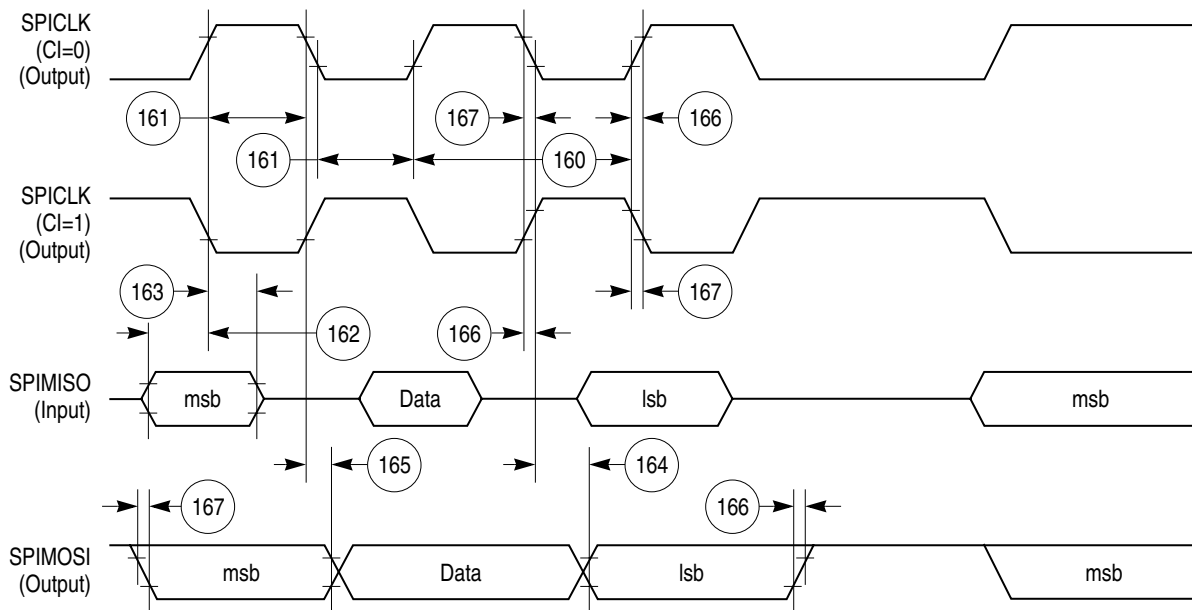 SPICLK
(CI=0)
(Output)
161
167
166
161
160
SPICLK
(CI=1)
(Output)
163
167
162
166
SPIMISO
(Input)
msb
Data
lsb
msb
165
164
167
166
SPIMOSI
(Output)
msb
Data
lsb
msb